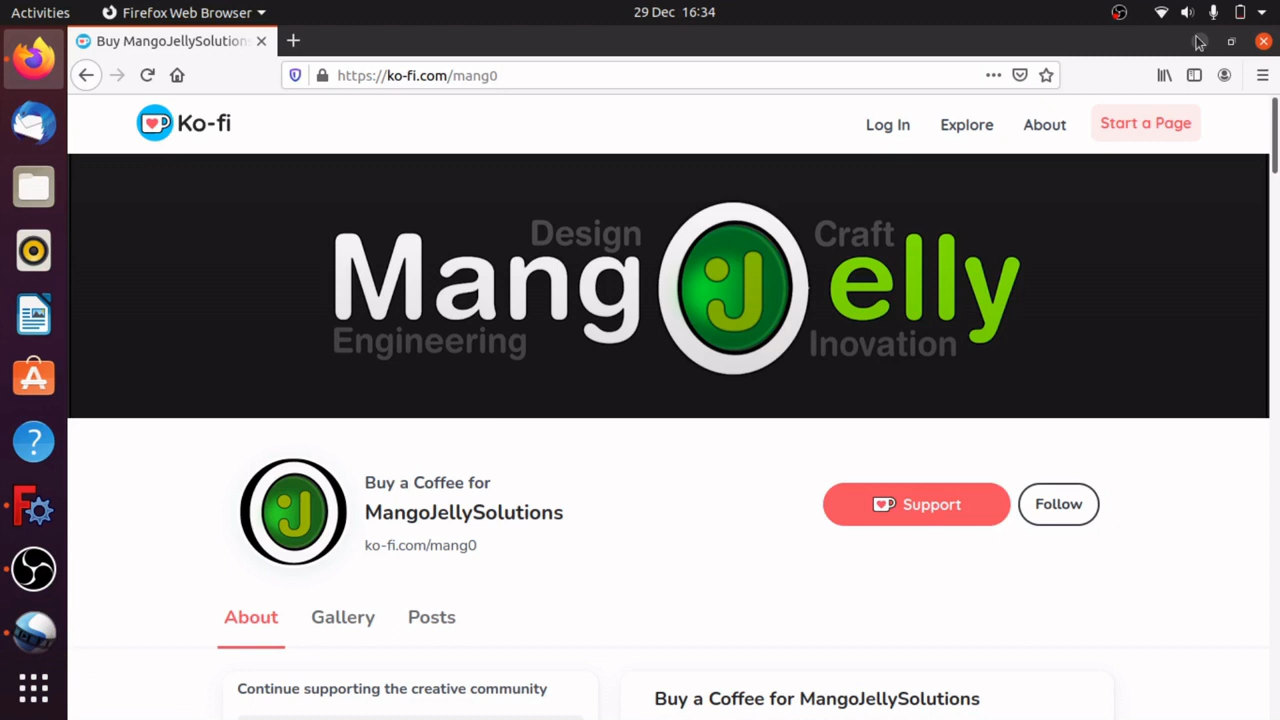 Activities
Firefox Web Browser
29 Dec 16:34
Buy MangoJellySolutions
https://ko-fi.com/mang0
Ko-fi
Log In
Explore
About
Start a Page
Design
Craft
Mang J elly
Engineering
Inovation
Buy a Coffee for
MangoJellySolutions
ko-fi.com/mang0
Support
Follow
About
Gallery
Posts
Continue supporting the creative community
Buy a Coffee for MangoJellySolutions